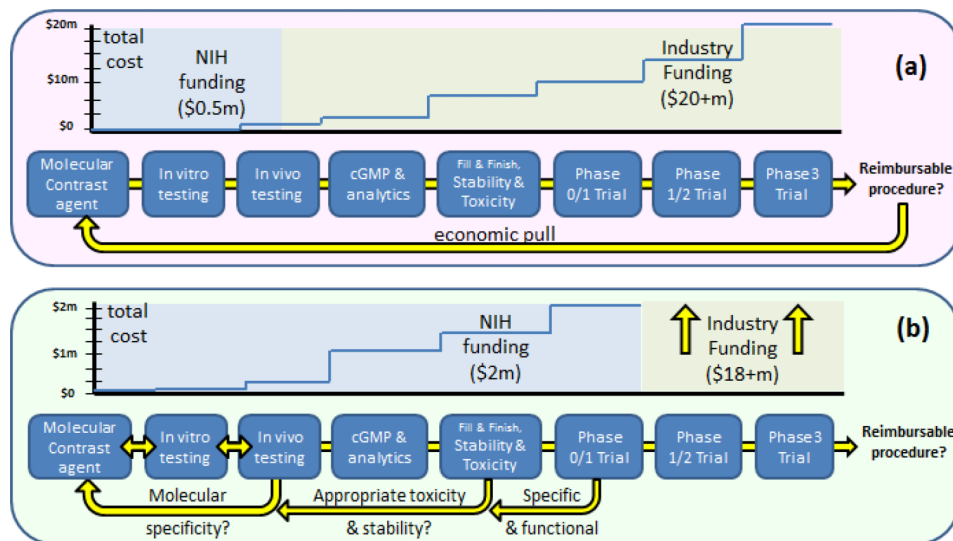 $20m
total
cost
$10m
$0
NIH
funding
($0.5m)
Industry
Funding
($20+m)
(a)
Molecular
Contrast
agent
In vitro
testing
In vivo
testing
cGMP &
analytics
Fill & Finish,
Stability &
Toxicity
Phase
0/1 Trial
Phase
1/2 Trial
Phase3
Trial
Reimbursable
procedure?
economic pull
$2m
total
cost
$1m
$0
NIH
funding
($2m)
Industry
Funding
($18+m)
(b)
Molecular
Contrast
agent
In vitro
testing
In vivo
testing
cGMP &
analytics
Fill & Finish,
Stability &
Toxicity
Phase
0/1 Trial
Phase
1/2 Trial
Phase3
Trial
Reimbursable
procedure?
Molecular
specificity?
Appropriate toxicity
& stability?
Specific
& functional